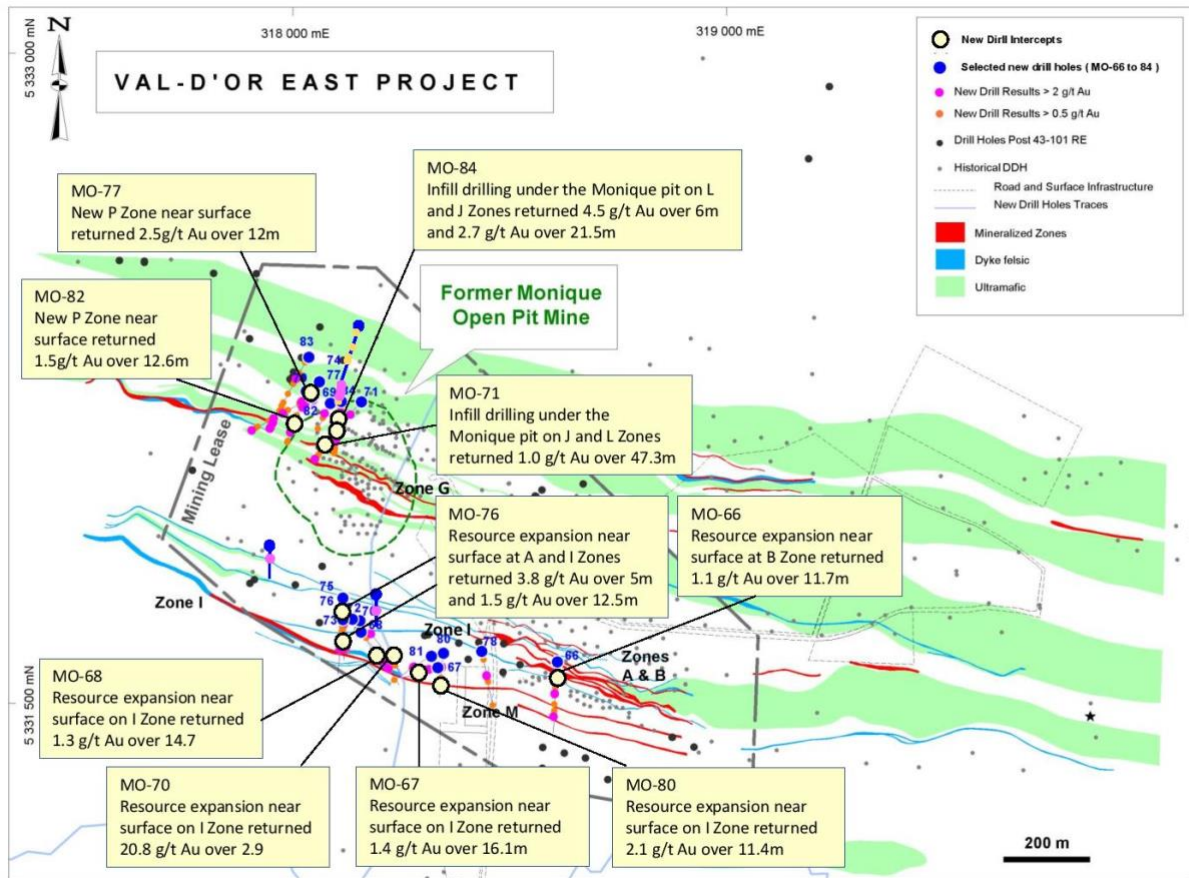 318 000 mE
319 000 mE
5 333 000 mN
Z
VAL-D'OR EAST PROJECT
New Dirll Intercepts
Selected new drill holes ( MO-66 to 84 )
New Drill Results > 2 g/t Au
New Drill Results > 0.5 g/t Au
Drill Holes Post 43-101 RE
Historical DDH
Road and Surface Infrastructure
New Drill Holes Traces
Mineralized Zones
Dyke felsic
Ultramafic
MO-84
Infill drilling under the Monique pit on L
and J Zones returned 4.5 g/t Au over 6m
and 2.7 g/t Au over 21.5m
MO-77
New P Zone near surface
returned 2.5g/t Au over 12m
MO-82
New P Zone near
surface returned
1.5g/t Au over 12.6m
Former Monique
Open Pit Mine
83
74
77
69
71
82
MO-71
Infill drilling under the
Monique pit on J and L Zones
returned 1.0 g/t Au over 47.3m
Zone G
Mining Lease
MO-76
Resource expansion near
surface at A and I Zones
returned 3.8 g/t Au over 5m
and 1.5 g/t Au over 12.5m
MO-66
Resource expansion near
surface at B Zone returned
1.1 g/t Au over 11.7m
Zone I
75
76
73
Zone I
81
80
78
67
66
Zones
A & B
Zone M
5 331 500 mN
MO-68
Resource expansion near
surface on I Zone returned
1.3 g/t Au over 14.7
MO-70
Resource expansion near
surface on I Zone returned
20.8 g/t Au over 2.9
MO-67
Resource expansion near
surface on I Zone returned
1.4 g/t Au over 16.1m
MO-80
Resource expansion near
surface on I Zone returned
2.1 g/t Au over 11.4m
200 m